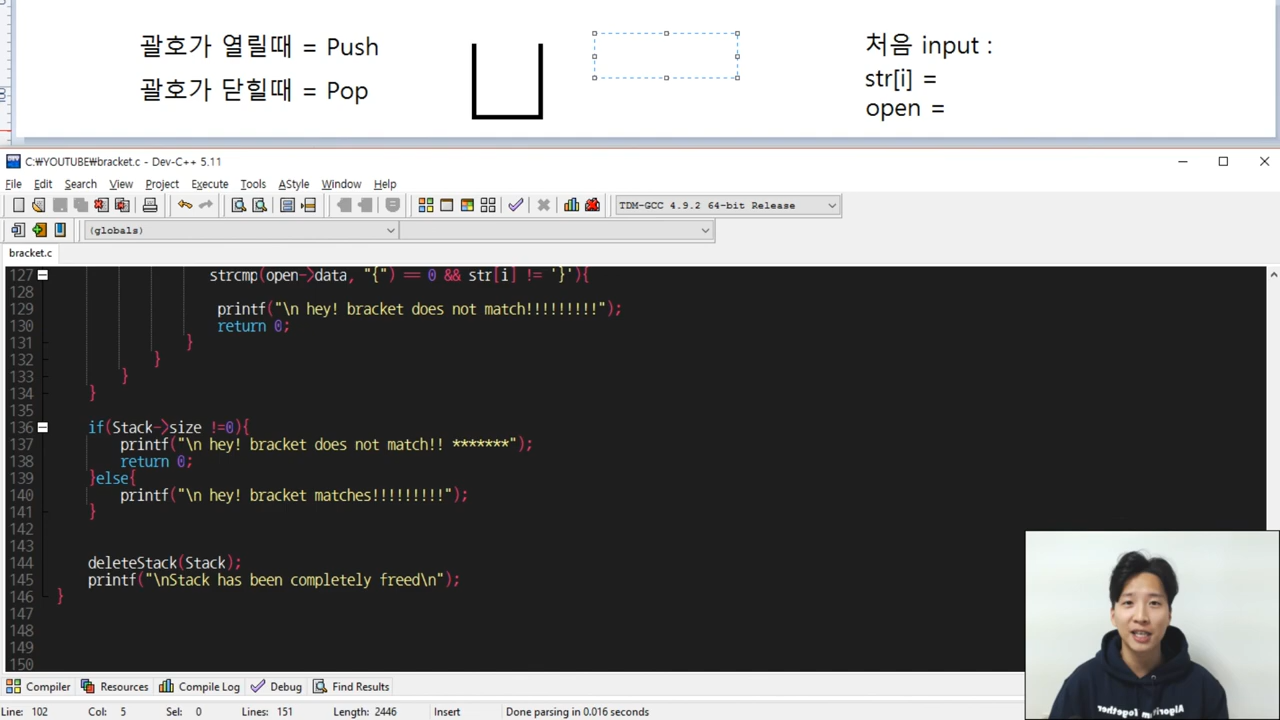 괄호가 열릴때 = Push
괄호가 닫힐때 = Pop
처음 input :
str[i] =
open =
C:₩YOUTUBE₩bracket.c - Dev-C++ 5.11
File Edit Search View Project Execute Tools AStyle Window Help
TDM-GCC 4.9.2 64-bit Release
(globals)
bracket.c
127 strcmp(open->data, "{") == 0 && str[i] != '}'){
128
129 printf("\n hey! bracket does not match!!!!!!!!!");
130 return 0;
131 }
132 }
133 }
134 }
135
136 if(Stack->size !=0){
137 printf("\n hey! bracket does not match!! *******");
138 return 0;
139 }else{
140 printf("\n hey! bracket matches!!!!!!!!!");
141 }
142
143
144 deleteStack(Stack);
145 printf("\nStack has been completely freed\n");
146 }
147
148
149
150
Compiler Resources Compile Log Debug Find Results
Line: 102 Col: 5 Sel: 0 Lines: 151 Length: 2446 Insert Done parsing in 0.016 seconds